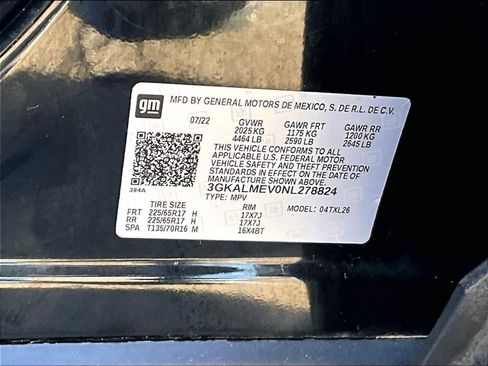 gm
MFD BY GENERAL MOTORS DE MEXICO, S. DE R.L. DE C.V.
07/22 GVWR GAWR FRT GAWR RR
2025 KG 1175 KG 1200 KG
4464 LB 2590 LB 2645 LB
THIS VEHICLE CONFORMS TO ALL
APPLICABLE U.S. FEDERAL MOTOR
VEHICLE SAFETY, BUMPER, AND THEFT
PREVENTION STANDARDS IN EFFECT ON THE
DATE OF MANUFACTURE SHOWN ABOVE.
3GKALMEV0NL278824
384A TYPE: MPV MODEL: 04TXL26
TIRE SIZE RIM
FRT 225/65R17 H 17X7J
RR 225/65R17 H 17X7J
SPA T135/70R16 M 16X4BT